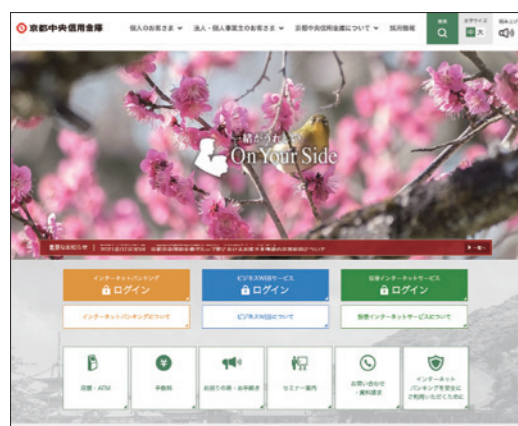 京都中央信用金庫
個人のお客さま
法人・個人事業主のお客さま
京都中央信用金庫について
採用情報
検索
文字サイズ
中 大
一緒がうれしい
On Your Side
重要なお知らせ
一覧へ
インターネットバンキング
ログイン
ビジネスWEBサービス
ログイン
投信インターネットサービス
ログイン
インターネットバンキングについて
ビジネスWEBについて
投信インターネットサービスについて
店舗・ATM
手数料
お困りの時・お手続き
セミナー案内
お問い合わせ
・資料請求
インターネット
バンキングを安全に
ご利用いただくために